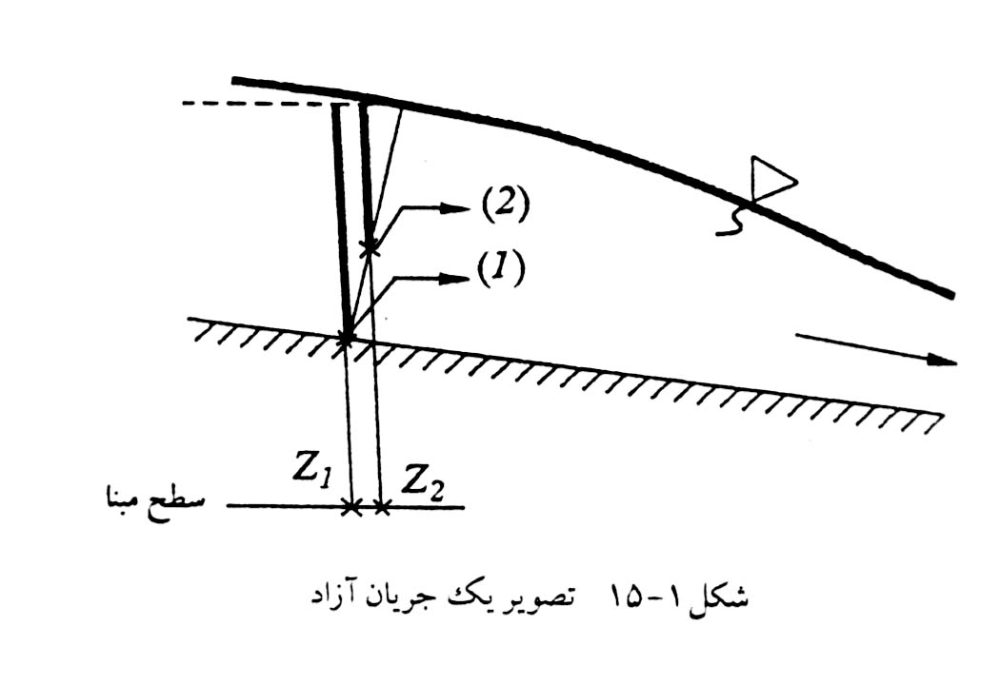 (2)
(1)
Z1 Z2
سطح مبنا
شکل ۱-۱۵ تصویر یک جریان آزاد